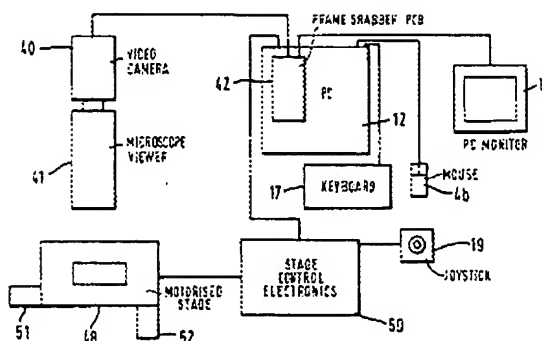 FRAME GRABBER PCB
40
VIDEO
CAMERA
42
PC
12
1
PC MONITOR
MICROSCOPE
VIEWER
41
17
KEYBOARD
MOUSE
46
19
JOYSTICK
STAGE
CONTROL
ELECTRONICS
50
MOTORISED STAGE
51
48
52